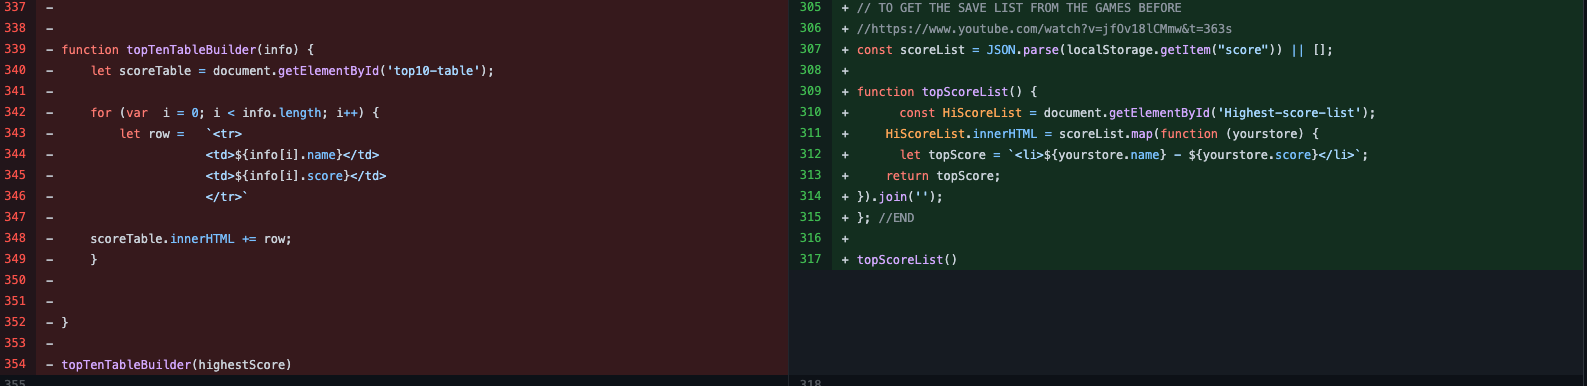 337 -
338 -
339 - function topTenTableBuilder(info) {
340 -     let scoreTable = document.getElementById('top10-table');
341 -
342 -     for (var  i = 0; i < info.length; i++) {
343 -         let row =   `<tr>
344 -                     <td>${info[i].name}</td>
345 -                     <td>${info[i].score}</td>
346 -                     </tr>`
347 -
348 -     scoreTable.innerHTML += row;
349 -     }
350 -
351 -
352 - }
353 -
354 - topTenTableBuilder(highestScore)
355
305 + // TO GET THE SAVE LIST FROM THE GAMES BEFORE
306 + //https://www.youtube.com/watch?v=jfOv18lCMmw&t=363s
307 + const scoreList = JSON.parse(localStorage.getItem("score")) || [];
308 +
309 + function topScoreList() {
310 +       const HiScoreList = document.getElementById('Highest-score-list');
311 +     HiScoreList.innerHTML = scoreList.map(function (yourstore) {
312 +       let topScore = `<li>${yourstore.name} - ${yourstore.score}</li>`;
313 +     return topScore;
314 + }).join('');
315 + }; //END
316 +
317 + topScoreList()
318